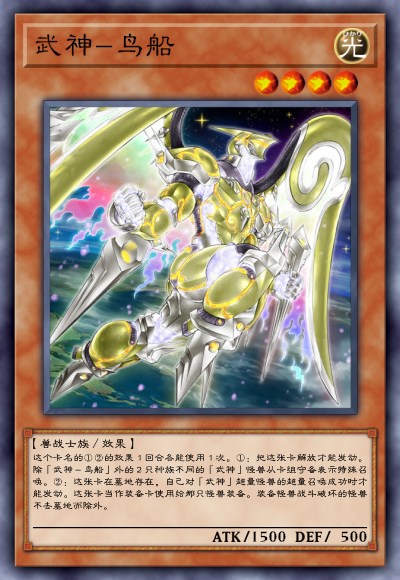 武神－鸟船
光
【兽战士族／效果】
这个卡名的①②的效果1回合各能使用1次。①：把这张卡解放才能发动。
除「武神－鸟船」外的2只种族不同的「武神」怪兽从卡组守备表示特殊召
唤。②：这张卡在墓地存在，自己对「武神」超量怪兽的超量召唤成功时才
能发动。这张卡当作装备卡使用给那只怪兽装备。装备怪兽战斗破坏的怪兽
不去墓地而除外。
ATK/1500 DEF/ 500